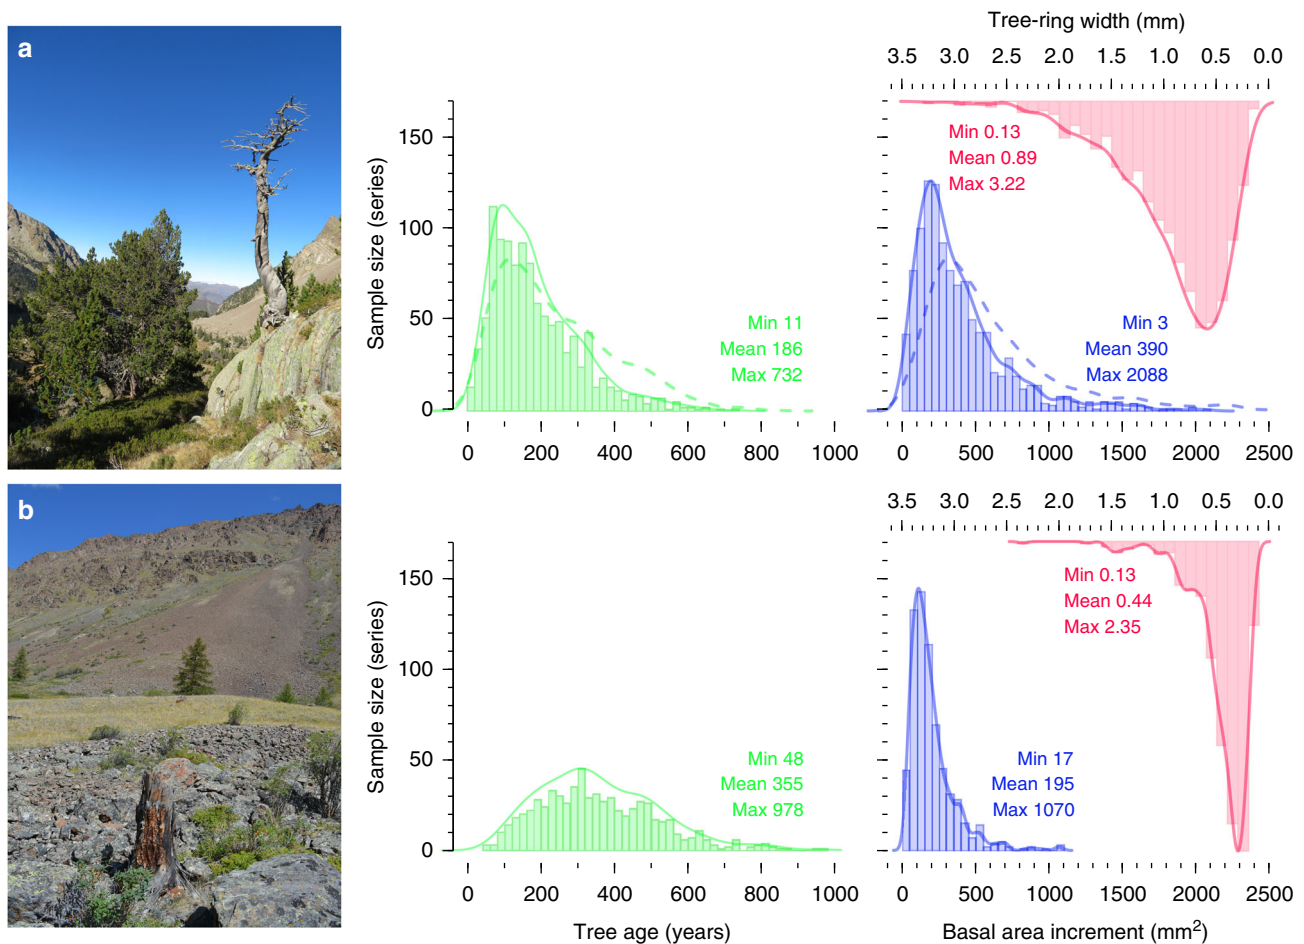 a
Sample size (series)
150
100
50
0
0 200 400 600 800 1000
Min 11
Mean 186
Max 732
Tree-ring width (mm)
3.5 3.0 2.5 2.0 1.5 1.0 0.5 0.0
Min 0.13
Mean 0.89
Max 3.22
150
100
50
0
Min 3
Mean 390
Max 2088
0 500 1000 1500 2000 2500
b
Sample size (series)
150
100
50
0
Min 48
Mean 355
Max 978
0 200 400 600 800 1000
Tree age (years)
3.5 3.0 2.5 2.0 1.5 1.0 0.5 0.0
Min 0.13
Mean 0.44
Max 2.35
Min 17
Mean 195
Max 1070
0 500 1000 1500 2000 2500
Basal area increment (mm²)